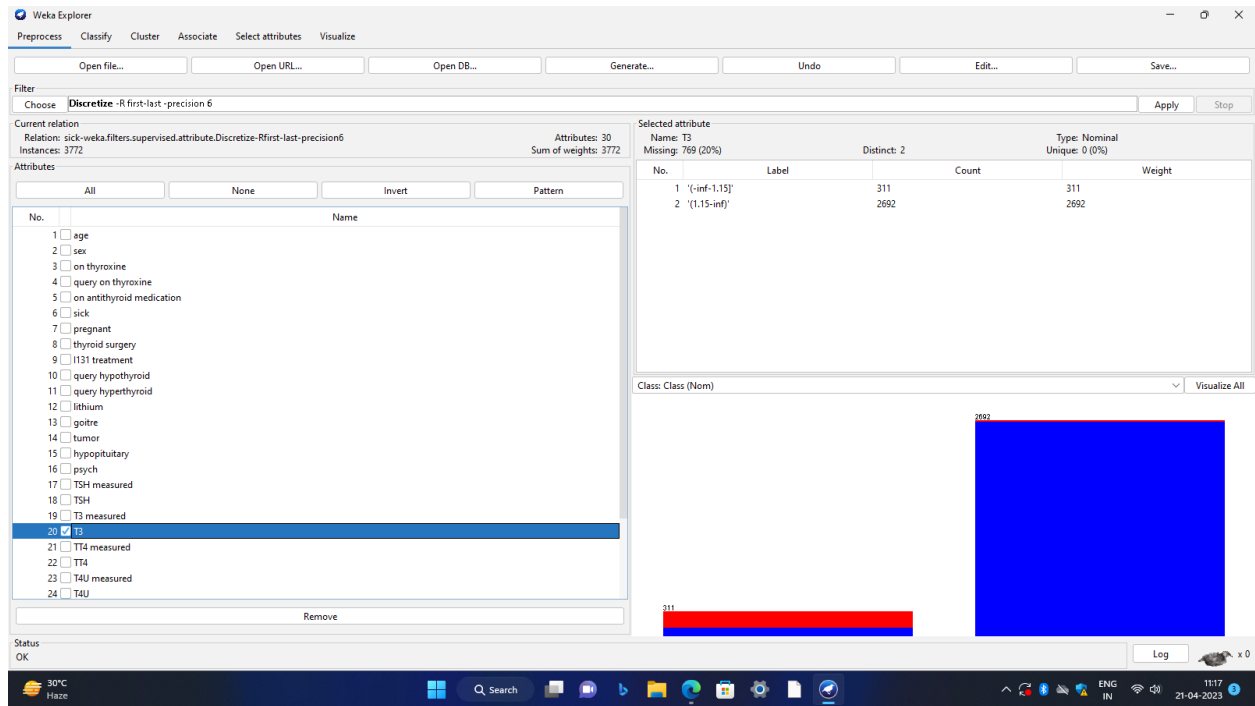 Weka Explorer
Preprocess Classify Cluster Associate Select attributes Visualize
Open file... Open URL... Open DB... Generate... Undo Edit... Save...
Filter
Choose Discretize -R first-last -precision 6 Apply Stop
Current relation
Relation: sick-weka.filters.supervised.attribute.Discretize-Rfirst-last-precision6 Attributes: 30
Instances: 3772 Sum of weights: 3772
Attributes
All None Invert Pattern
No. Name
1 age
2 sex
3 on thyroxine
4 query on thyroxine
5 on antithyroid medication
6 sick
7 pregnant
8 thyroid surgery
9 I131 treatment
10 query hypothyroid
11 query hyperthyroid
12 lithium
13 goitre
14 tumor
15 hypopituitary
16 psych
17 TSH measured
18 TSH
19 T3 measured
20 T3
21 TT4 measured
22 TT4
23 T4U measured
24 T4U
Remove
Selected attribute
Name: T3 Type: Nominal
Missing: 769 (20%) Distinct: 2 Unique: 0 (0%)
No. Label Count Weight
1 '(-inf-1.15]' 311 311
2 '(1.15-inf)' 2692 2692
Class: Class (Nom) Visualize All
2692
311
Status
OK
Log x 0
30°C
Haze
Search
ENG
IN
11:17
21-04-2023
3